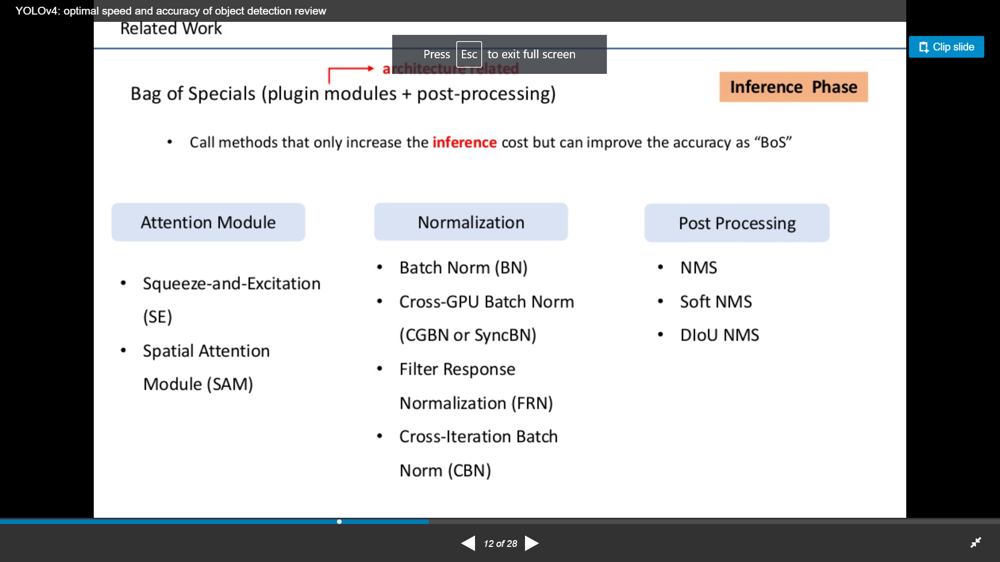 YOLOv4: optimal speed and accuracy of object detection review
Related Work
Clip slide
Press Esc to exit full screen
architecture related
Bag of Specials (plugin modules + post-processing)
Inference Phase
• Call methods that only increase the inference cost but can improve the accuracy as “BoS”
Attention Module
• Squeeze-and-Excitation
(SE)
• Spatial Attention
Module (SAM)
Normalization
• Batch Norm (BN)
• Cross-GPU Batch Norm
(CGBN or SyncBN)
• Filter Response
Normalization (FRN)
• Cross-Iteration Batch
Norm (CBN)
Post Processing
• NMS
• Soft NMS
• DIoU NMS
12 of 28